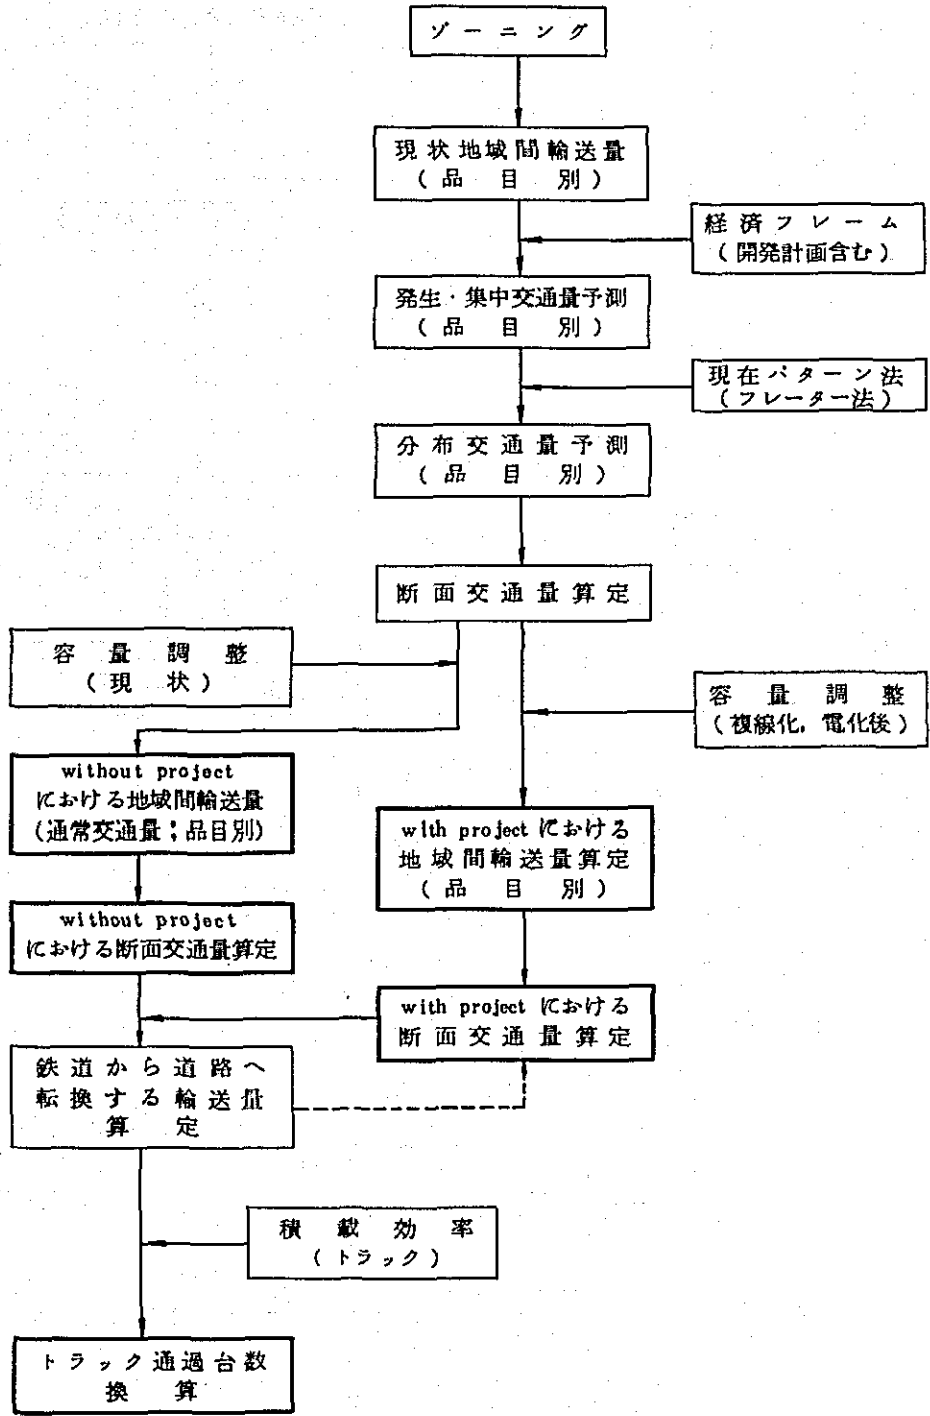 ゾーニング
現状地域間輸送量
(品目別)
経済フレーム
(開発計画含む)
発生・集中交通量予測
(品目別)
現在パターン法
(フレーター法)
分布交通量予測
(品目別)
断面交通量算定
容量調整
(現状)
容量調整
(複線化,電化後)
without project
における地域間輸送量
(通常交通量;品目別)
with project における
地域間輸送量算定
(品目別)
without project
における断面交通量算定
with project における
断面交通量算定
鉄道から道路へ
転換する輸送量
算定
積載効率
(トラック)
トラック通過台数
換算